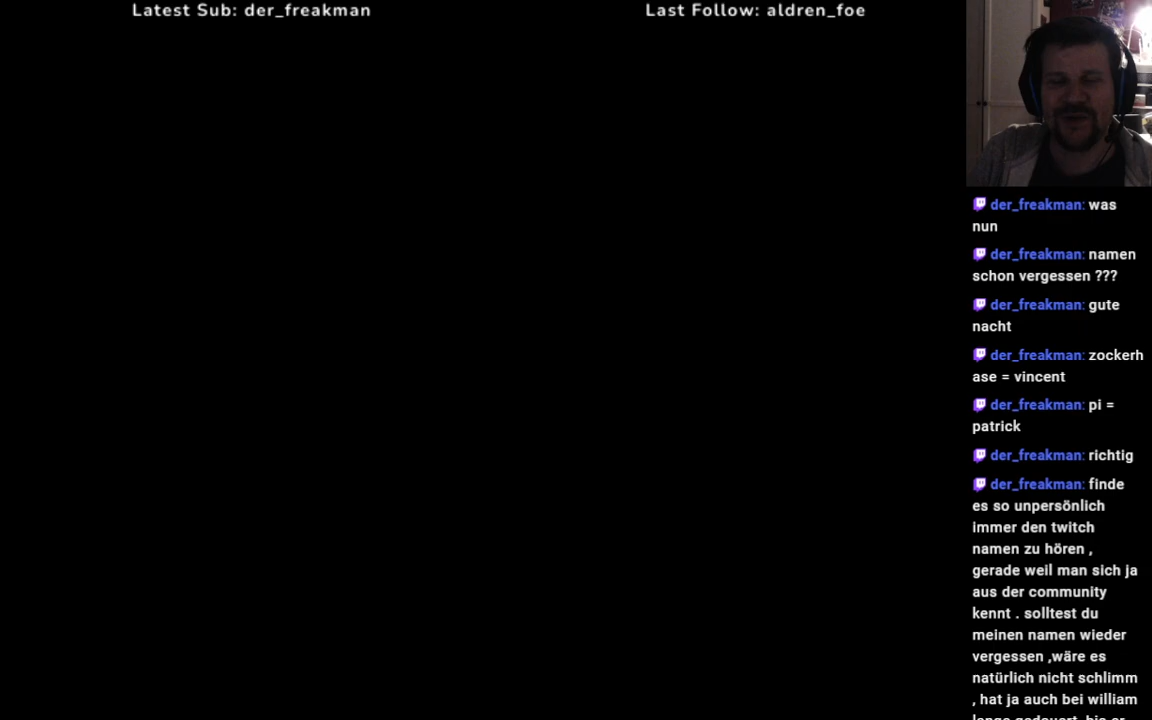 Latest Sub: der_freakman
Last Follow: aldren_foe
der_freakman: was
nun
der_freakman: namen
schon vergessen ???
der_freakman: gute
nacht
der_freakman: zockerh
ase = vincent
der_freakman: pi =
patrick
der_freakman: richtig
der_freakman: finde
es so unpersönlich
immer den twitch
namen zu hören ,
gerade weil man sich ja
aus der community
kennt . solltest du
meinen namen wieder
vergessen ,wäre es
natürlich nicht schlimm
, hat ja auch bei william